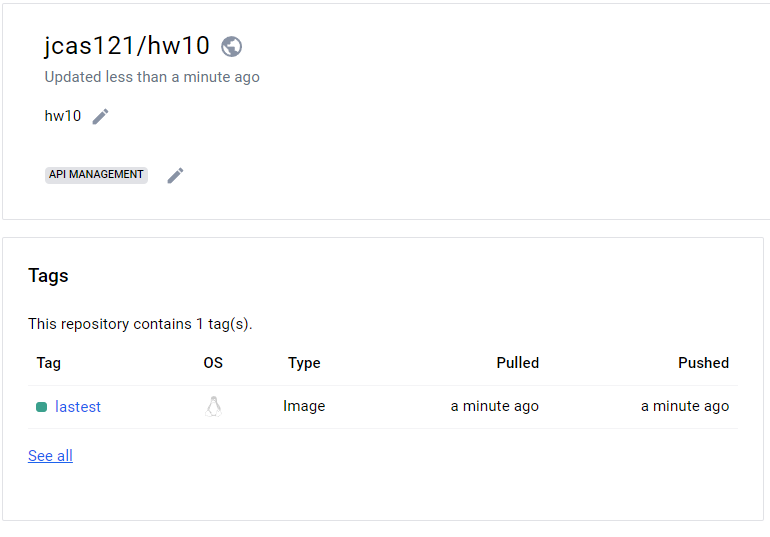 jcas121/hw10
Updated less than a minute ago
hw10
API MANAGEMENT
Tags
This repository contains 1 tag(s).
Tag OS Type Pulled Pushed
lastest Image a minute ago a minute ago
See all